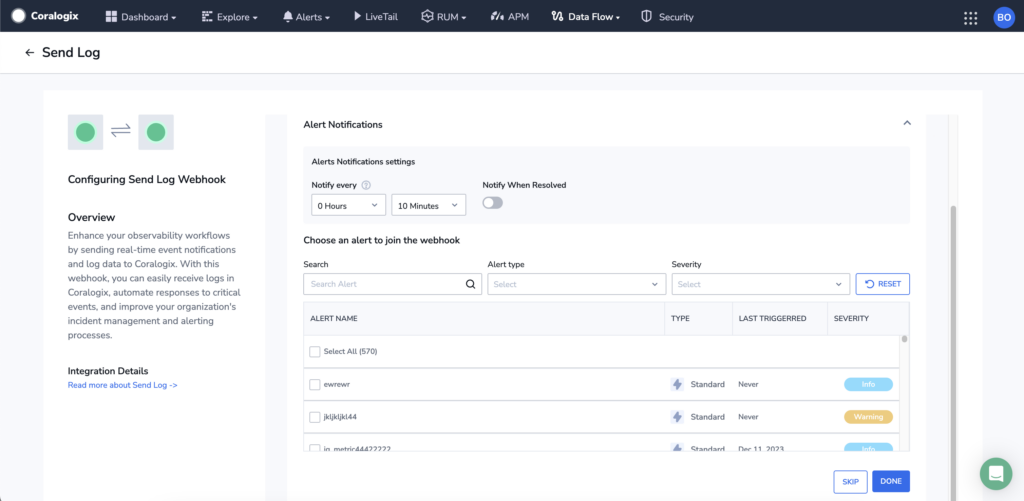 Coralogix
Dashboard
Explore
Alerts
LiveTail
RUM
APM
Data Flow
Security
BO
← Send Log
Configuring Send Log Webhook
Overview
Enhance your observability workflows
by sending real-time event notifications
and log data to Coralogix. With this
webhook, you can easily receive logs in
Coralogix, automate responses to critical
events, and improve your organization's
incident management and alerting
processes.
Integration Details
Read more about Send Log ->
Alert Notifications
Alerts Notifications settings
Notify every ?
Notify When Resolved
0 Hours
10 Minutes
Choose an alert to join the webhook
Search
Alert type
Severity
Search Alert
Select
Select
RESET
ALERT NAME TYPE LAST TRIGGERRED SEVERITY
Select All (570)
ewrewr Standard Never Info
jkljkljkl44 Standard Never Warning
jg_metric44472222 Standard Dec 11, 2023 Info
SKIP
DONE